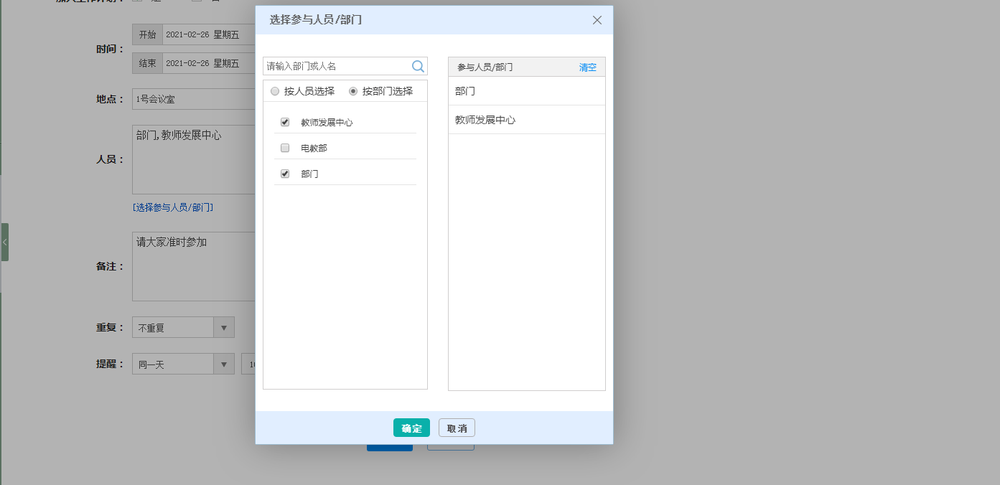 选择参与人员/部门
时间：
开始 2021-02-26 星期五
结束 2021-02-26 星期五
地点：
1号会议室
人员：
部门,教师发展中心
[选择参与人员/部门]
备注：
请大家准时参加
重复：
不重复
提醒：
同一天
请输入部门或人名
按人员选择 按部门选择
教师发展中心
电教部
部门
参与人员/部门 清空
部门
教师发展中心
确定 取消